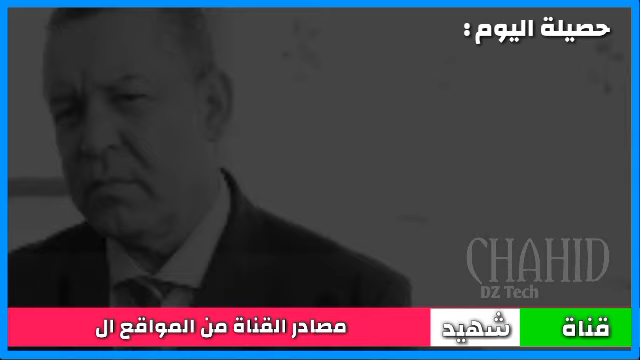 حصيلة اليوم :
CHAHID
DZ Tech
قناة شهيد مصادر القناة من المواقع ال